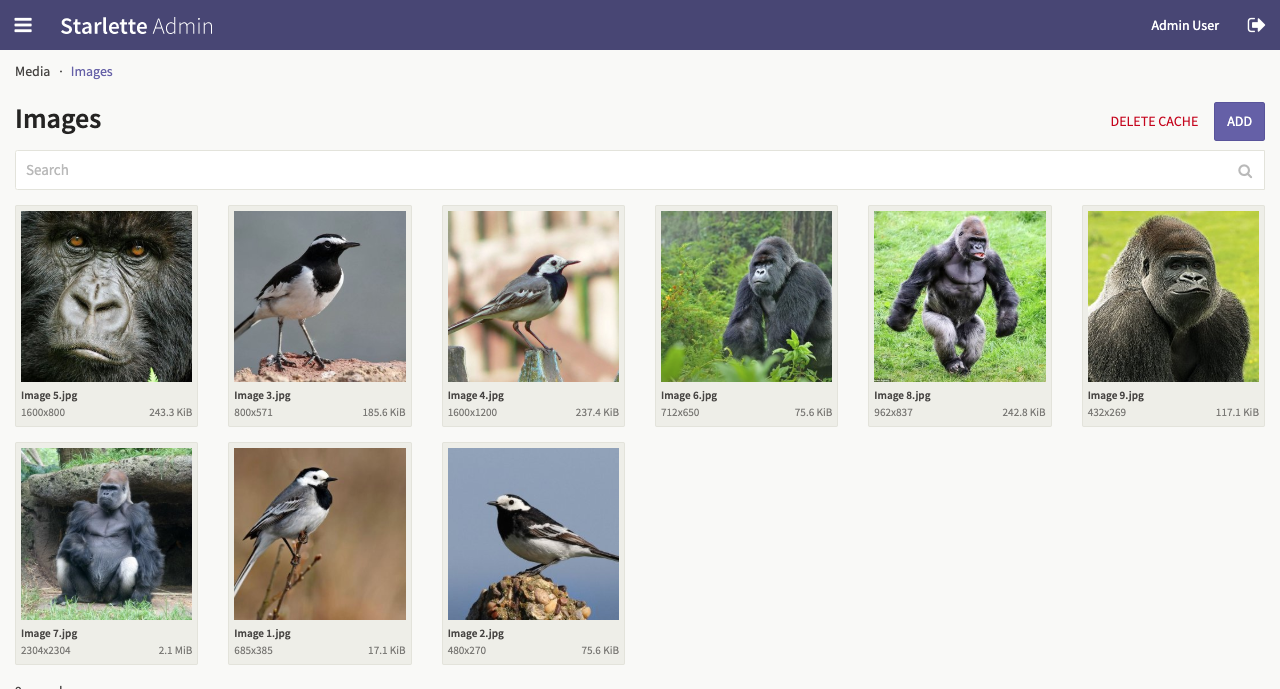 Starlette Admin
Admin User
Media · Images
Images
DELETE CACHE
ADD
Search
Image 5.jpg
1600x800 243.3 KiB
Image 3.jpg
800x571 185.6 KiB
Image 4.jpg
1600x1200 237.4 KiB
Image 6.jpg
712x650 75.6 KiB
Image 8.jpg
962x837 242.8 KiB
Image 9.jpg
432x269 117.1 KiB
Image 7.jpg
2304x2304 2.1 MiB
Image 1.jpg
685x385 17.1 KiB
Image 2.jpg
480x270 75.6 KiB